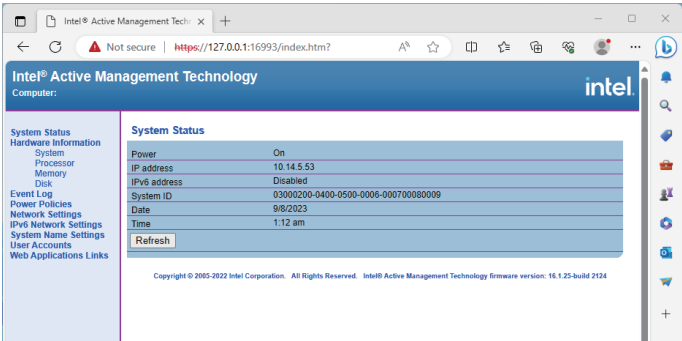 Intel® Active Management Techn
Not secure | https://127.0.0.1:16993/index.htm?
Intel® Active Management Technology
Computer:
intel.
System Status
Hardware Information
System
Processor
Memory
Disk
Event Log
Power Policies
Network Settings
IPv6 Network Settings
System Name Settings
User Accounts
Web Applications Links
System Status
Power On
IP address 10.14.5.53
IPv6 address Disabled
System ID 03000200-0400-0500-0006-000700080009
Date 9/8/2023
Time 1:12 am
Refresh
Copyright © 2005-2022 Intel Corporation. All Rights Reserved. Intel® Active Management Technology firmware version: 16.1.25-build 2124